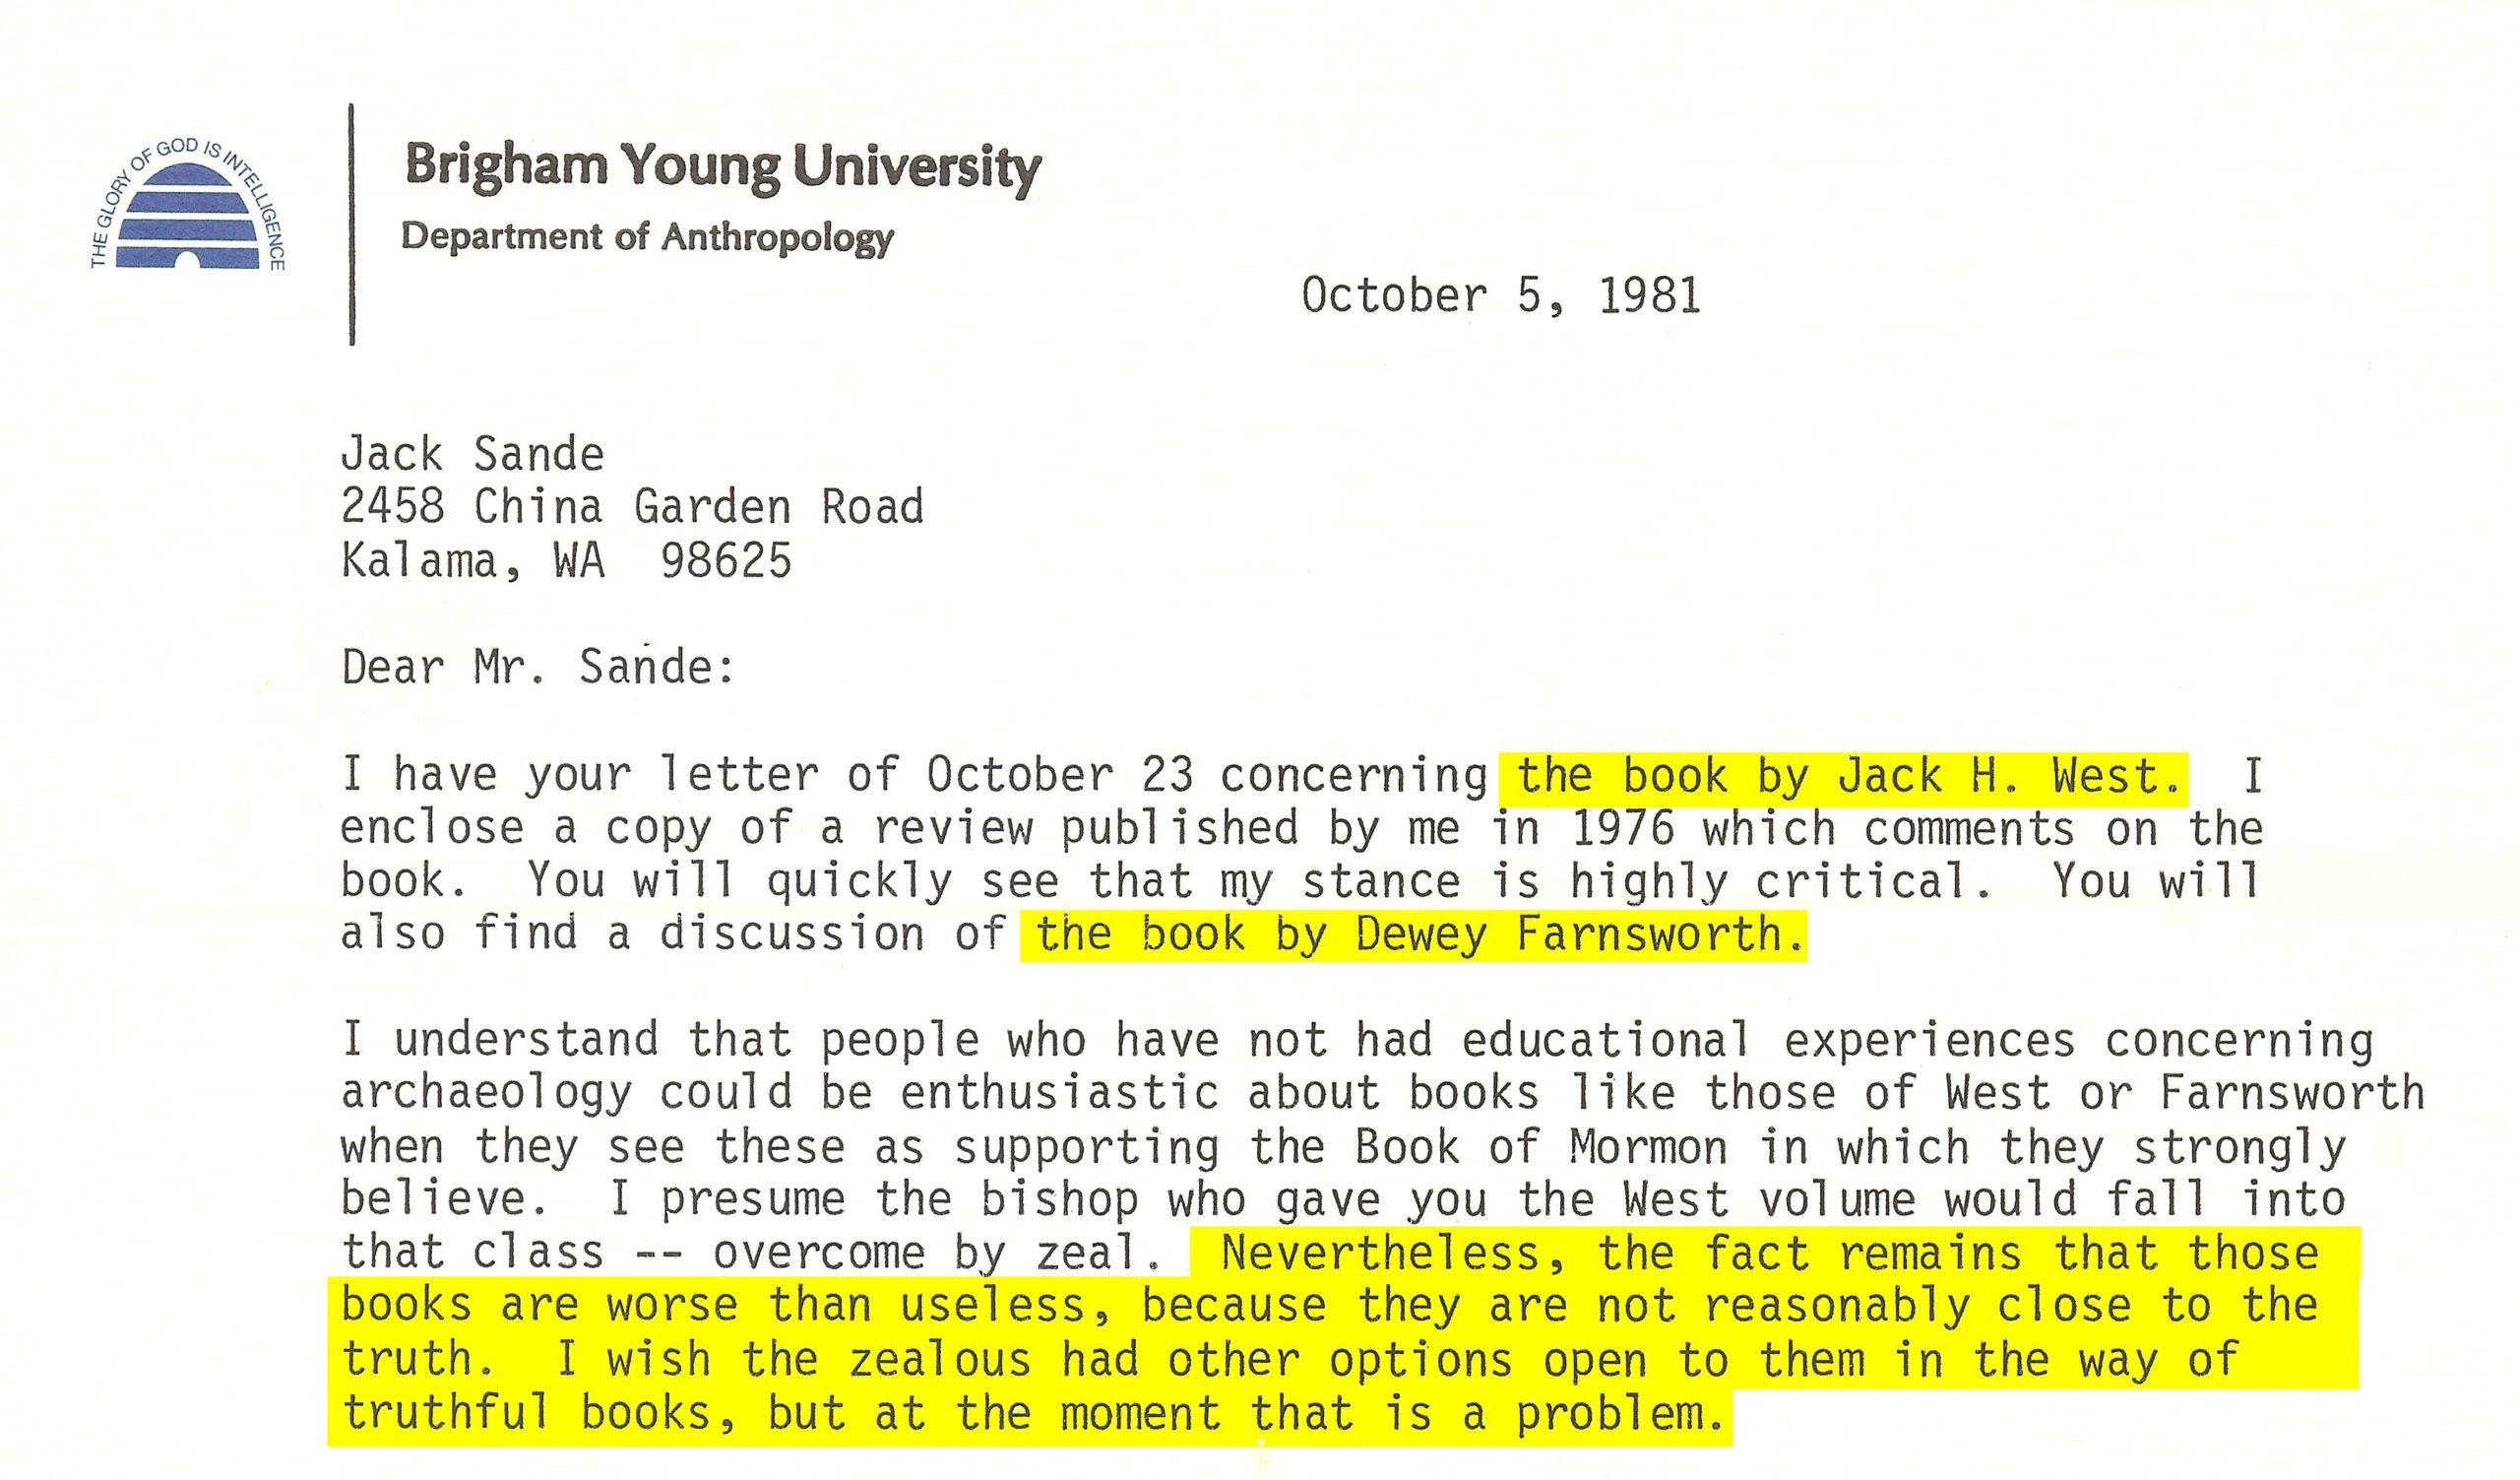 THE GLORY OF GOD IS INTELLIGENCE
Brigham Young University
Department of Anthropology
October 5, 1981
Jack Sande
2458 China Garden Road
Kalama, WA  98625
Dear Mr. Sande:
I have your letter of October 23 concerning the book by Jack H. West.  I
enclose a copy of a review published by me in 1976 which comments on the
book.  You will quickly see that my stance is highly critical.  You will
also find a discussion of the book by Dewey Farnsworth.
I understand that people who have not had educational experiences concerning
archaeology could be enthusiastic about books like those of West or Farnsworth
when they see these as supporting the Book of Mormon in which they strongly
believe.  I presume the bishop who gave you the West volume would fall into
that class -- overcome by zeal.  Nevertheless, the fact remains that those
books are worse than useless, because they are not reasonably close to the
truth.  I wish the zealous had other options open to them in the way of
truthful books, but at the moment that is a problem.